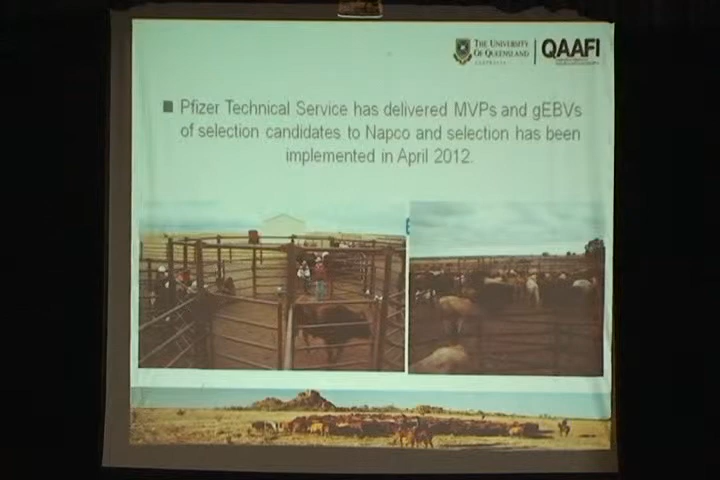 THE UNIVERSITY
OF QUEENSLAND
AUSTRALIA
QAAFI
Pfizer Technical Service has delivered MVPs and gEBVs
of selection candidates to Napco and selection has been
implemented in April 2012.